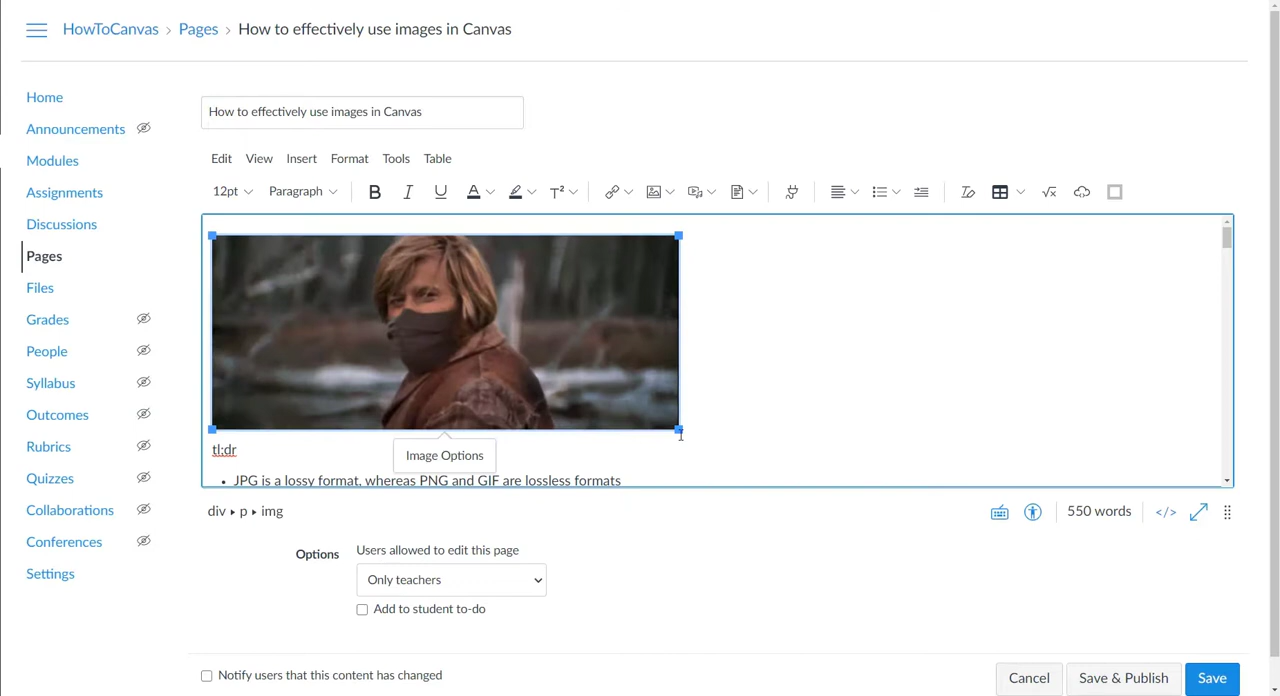 HowToCanvas › Pages › How to effectively use images in Canvas
Home
Announcements
Modules
Assignments
Discussions
Pages
Files
Grades
People
Syllabus
Outcomes
Rubrics
Quizzes
Collaborations
Conferences
Settings
How to effectively use images in Canvas
Edit View Insert Format Tools Table
12pt Paragraph B I U A T² √x
tl:dr
Image Options
JPG is a lossy format, whereas PNG and GIF are lossless formats
div ▸ p ▸ img
550 words </>
Options
Users allowed to edit this page
Only teachers
Add to student to-do
Notify users that this content has changed
Cancel Save & Publish Save